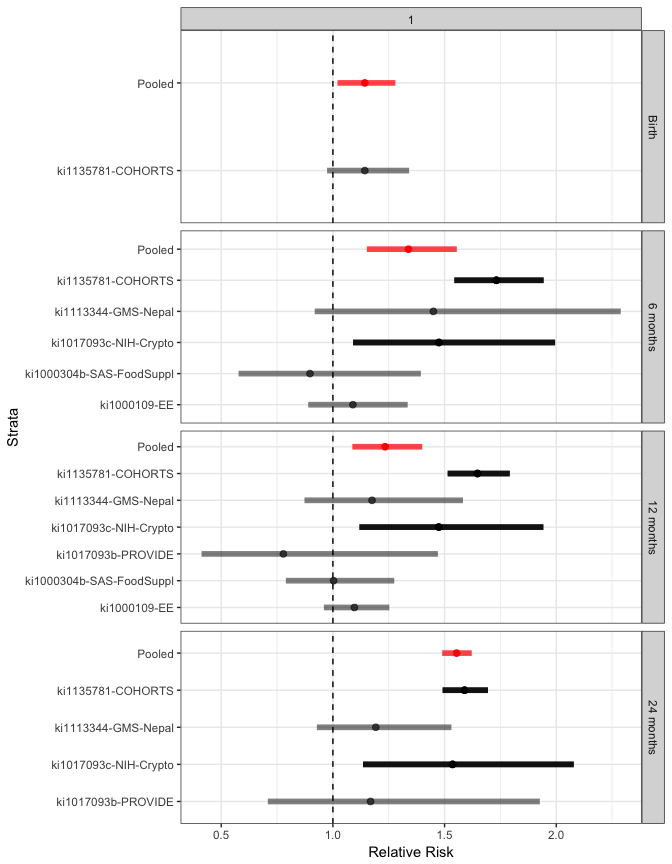 1
Pooled
ki1135781-COHORTS
Birth
Pooled
ki1135781-COHORTS
ki1113344-GMS-Nepal
ki1017093c-NIH-Crypto
ki1000304b-SAS-FoodSuppl
ki1000109-EE
6 months
Pooled
ki1135781-COHORTS
ki1113344-GMS-Nepal
ki1017093c-NIH-Crypto
ki1017093b-PROVIDE
ki1000304b-SAS-FoodSuppl
ki1000109-EE
12 months
Pooled
ki1135781-COHORTS
ki1113344-GMS-Nepal
ki1017093c-NIH-Crypto
ki1017093b-PROVIDE
24 months
Strata
0.5 1.0 1.5 2.0
Relative Risk